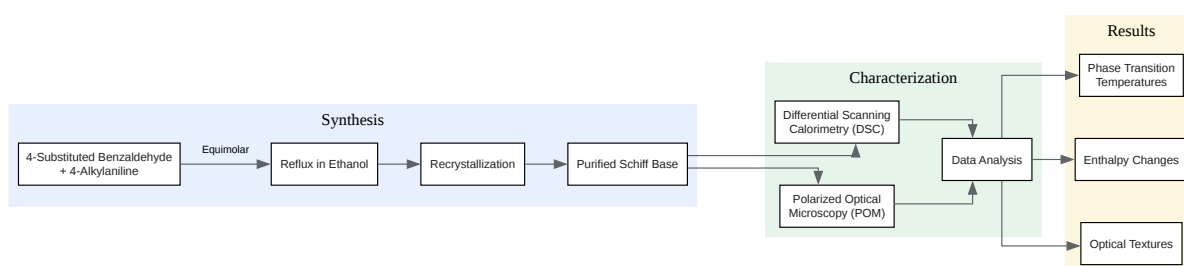 Synthesis
4-Substituted Benzaldehyde
+ 4-Alkylaniline
Equimolar
Reflux in Ethanol
Recrystallization
Purified Schiff Base
Characterization
Differential Scanning
Calorimetry (DSC)
Polarized Optical
Microscopy (POM)
Data Analysis
Results
Phase Transition
Temperatures
Enthalpy Changes
Optical Textures